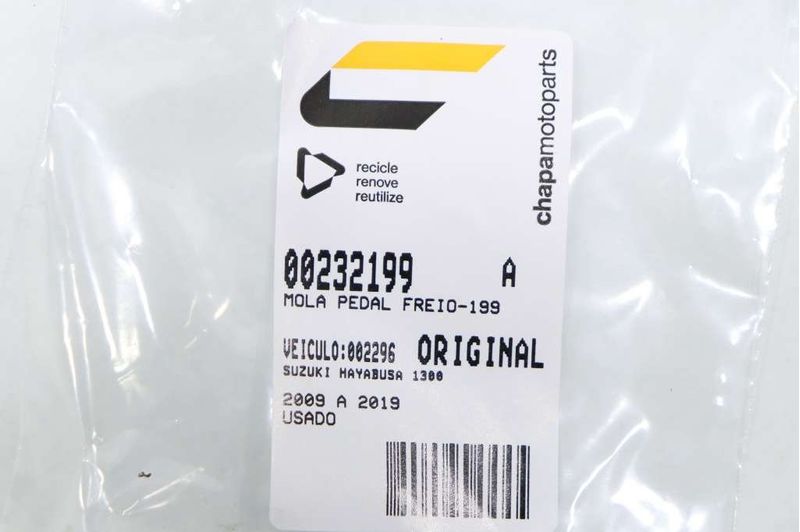 chapamotoparts
recicle
renove
reutilize
00232199 A
MOLA PEDAL FREIO-199
VEICULO:002296 ORIGINAL
SUZUKI HAYABUSA 1300
2009 A 2019
USADO